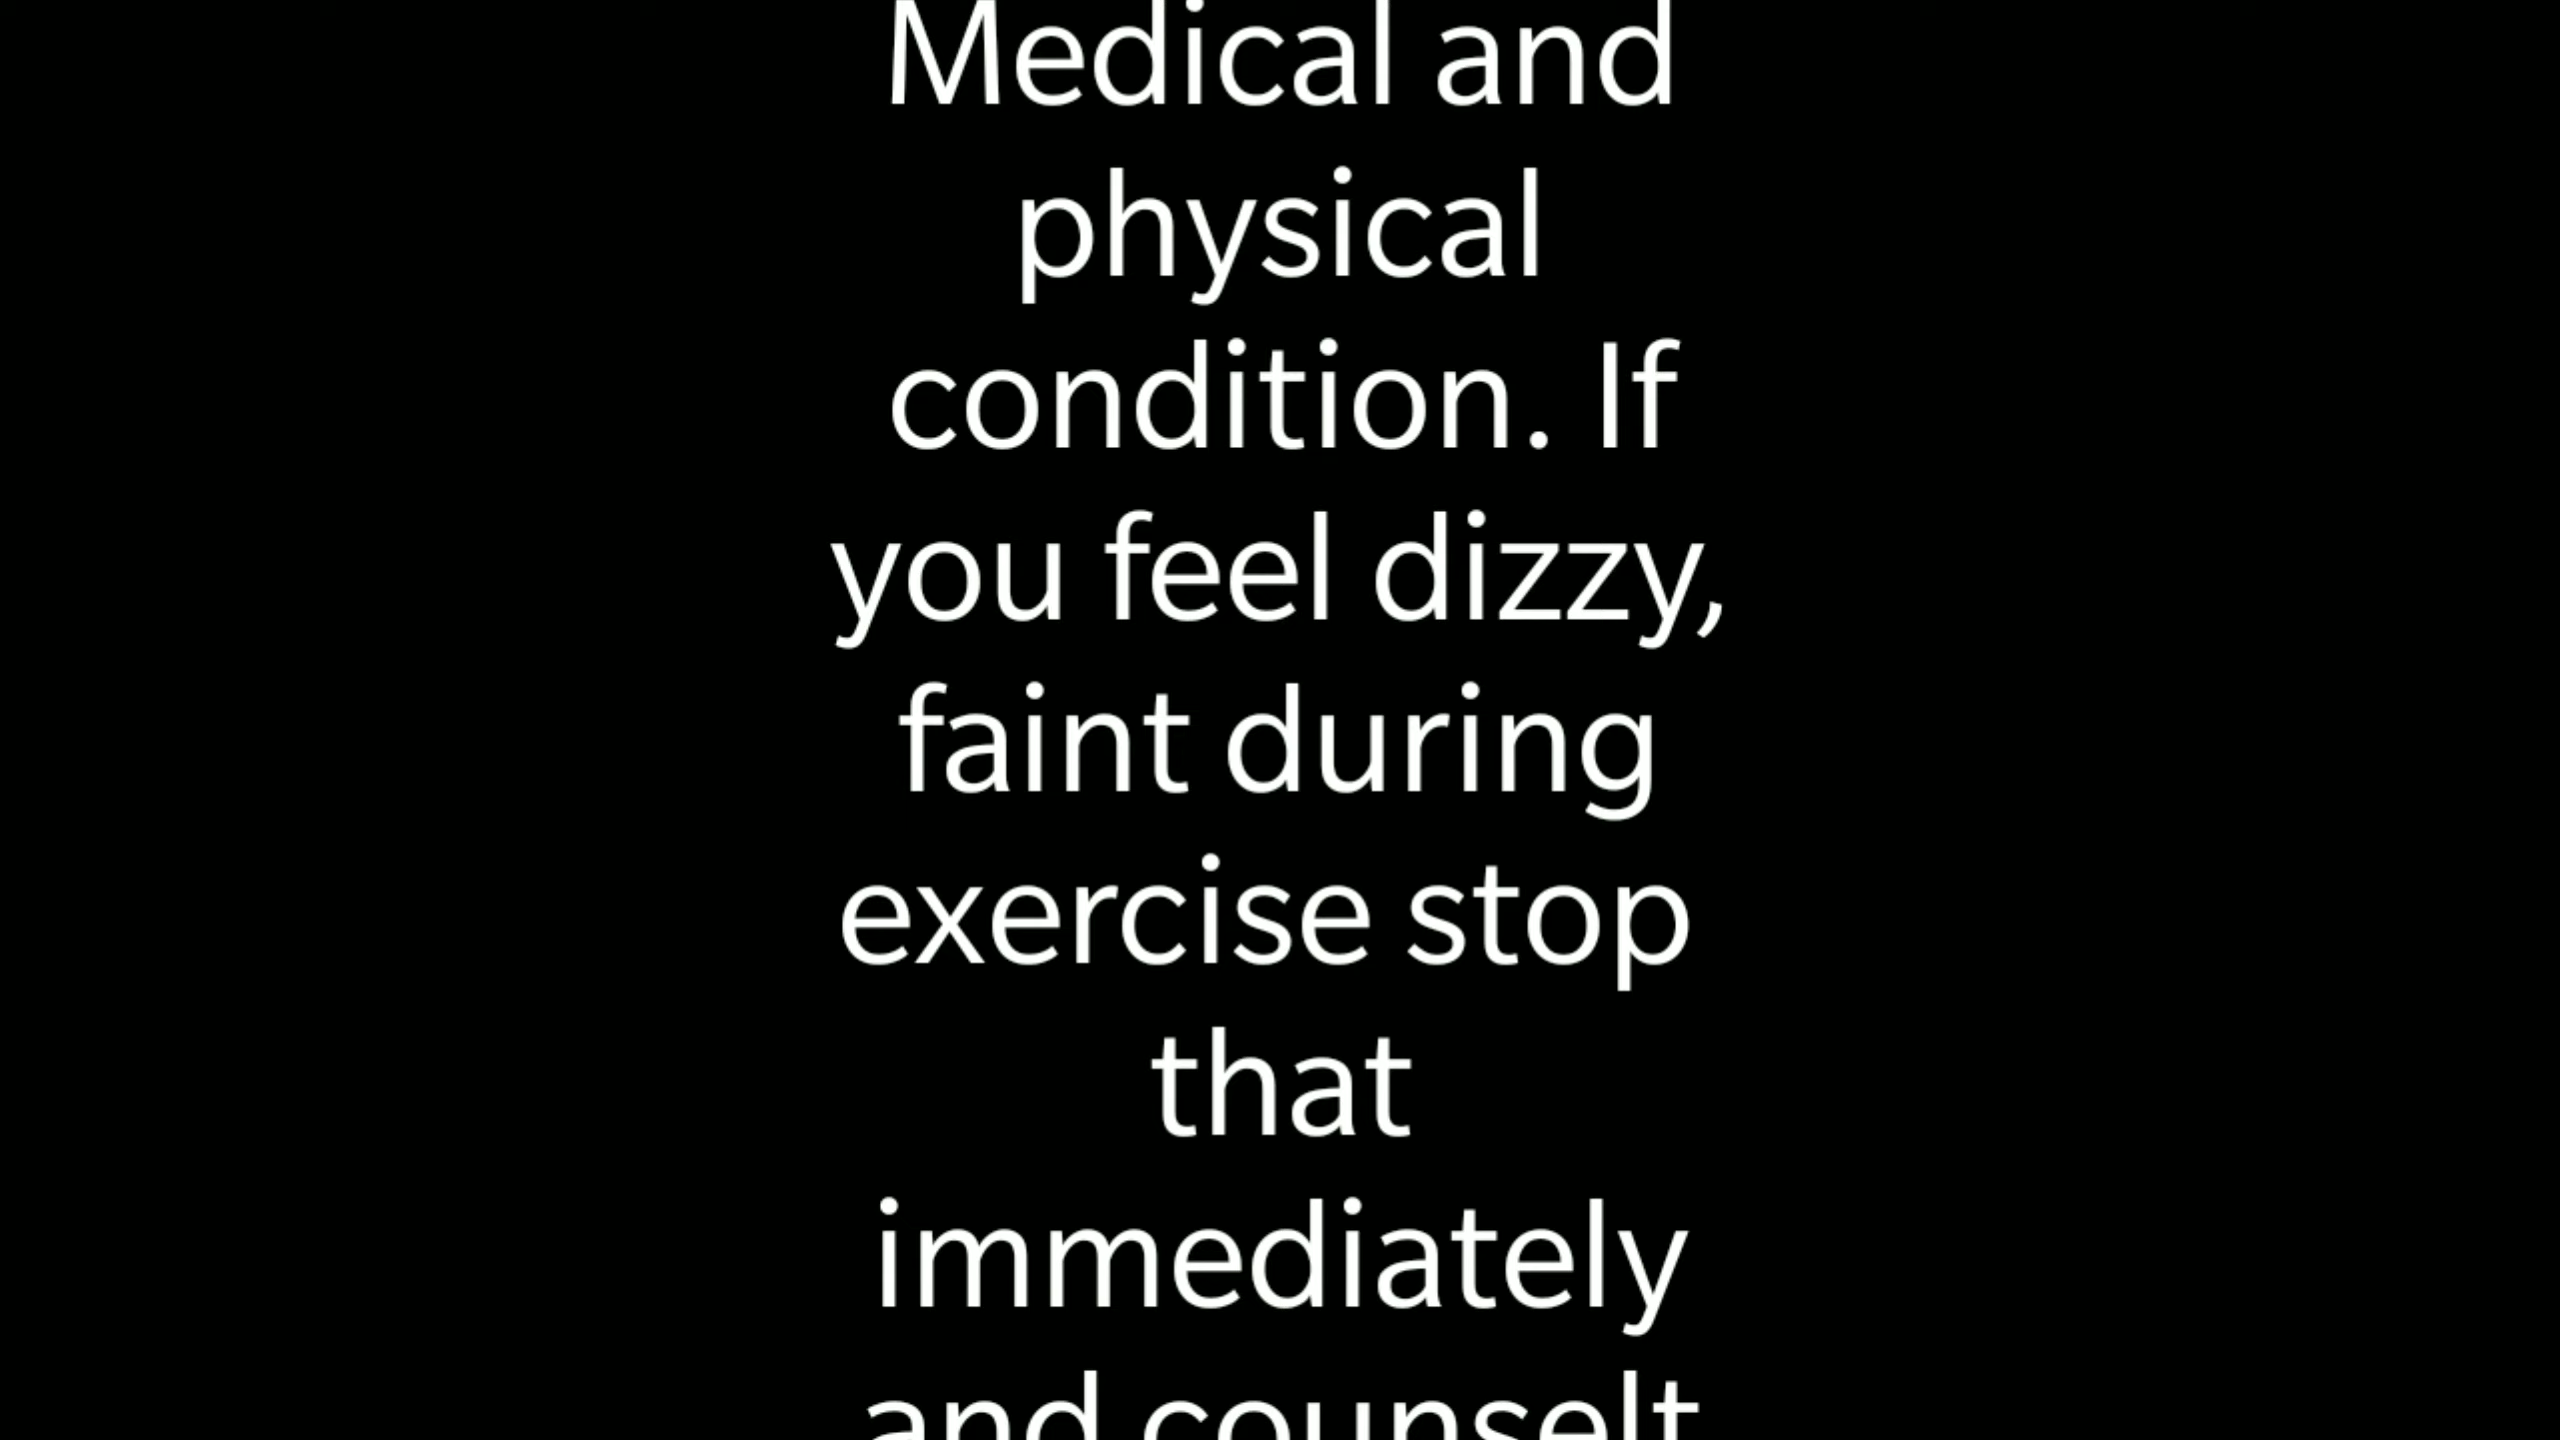 Medical and
physical
condition. If
you feel dizzy,
faint during
exercise stop
that
immediately
and counselt